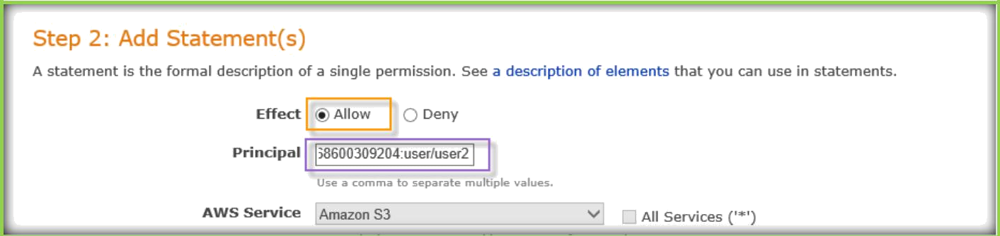 Step 2: Add Statement(s)
A statement is the formal description of a single permission. See a description of elements that you can use in statements.
Effect Allow Deny
Principal 68600309204:user/user2
Use a comma to separate multiple values.
AWS Service Amazon S3 All Services ('*')